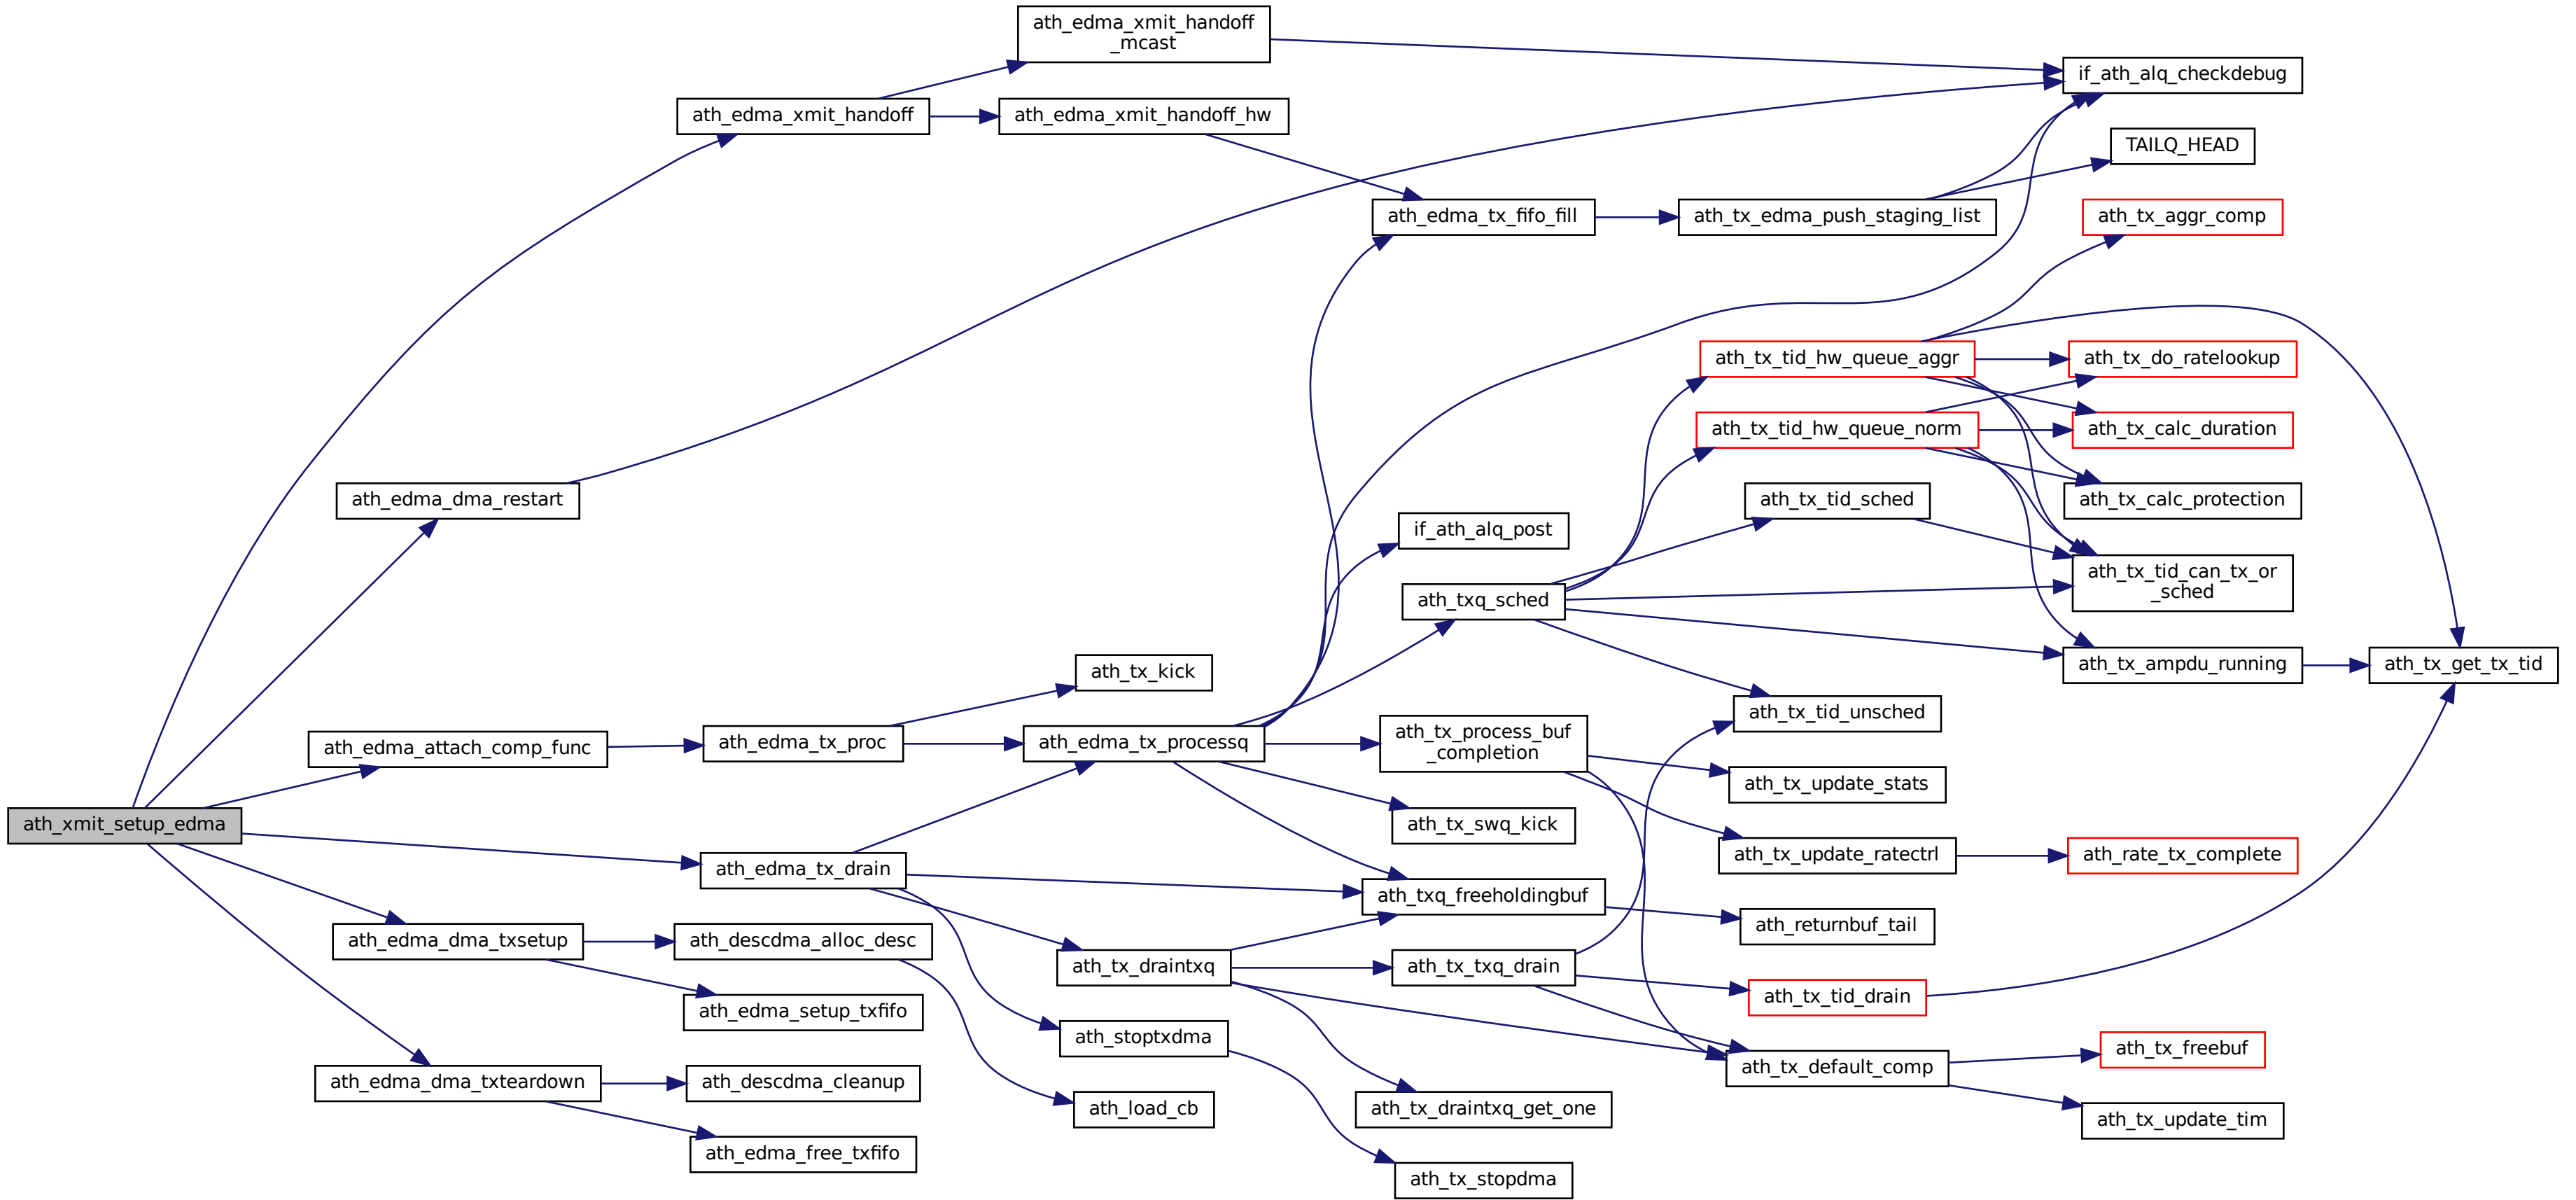 ath_edma_xmit_handoff
_mcast
if_ath_alq_checkdebug
ath_edma_xmit_handoff
ath_edma_xmit_handoff_hw
TAILQ_HEAD
ath_edma_tx_fifo_fill
ath_tx_edma_push_staging_list
ath_tx_aggr_comp
ath_tx_tid_hw_queue_aggr
ath_tx_do_ratelookup
ath_tx_tid_hw_queue_norm
ath_tx_calc_duration
ath_edma_dma_restart
ath_tx_tid_sched
ath_tx_calc_protection
if_ath_alq_post
ath_tx_tid_can_tx_or
_sched
ath_txq_sched
ath_tx_kick
ath_tx_ampdu_running
ath_tx_get_tx_tid
ath_tx_tid_unsched
ath_edma_attach_comp_func
ath_edma_tx_proc
ath_edma_tx_processq
ath_tx_process_buf
_completion
ath_tx_update_stats
ath_xmit_setup_edma
ath_tx_swq_kick
ath_tx_update_ratectrl
ath_rate_tx_complete
ath_edma_tx_drain
ath_txq_freeholdingbuf
ath_returnbuf_tail
ath_edma_dma_txsetup
ath_descdma_alloc_desc
ath_tx_draintxq
ath_tx_txq_drain
ath_tx_tid_drain
ath_edma_setup_txfifo
ath_stoptxdma
ath_tx_default_comp
ath_tx_freebuf
ath_edma_dma_txteardown
ath_descdma_cleanup
ath_load_cb
ath_tx_draintxq_get_one
ath_tx_update_tim
ath_edma_free_txfifo
ath_tx_stopdma